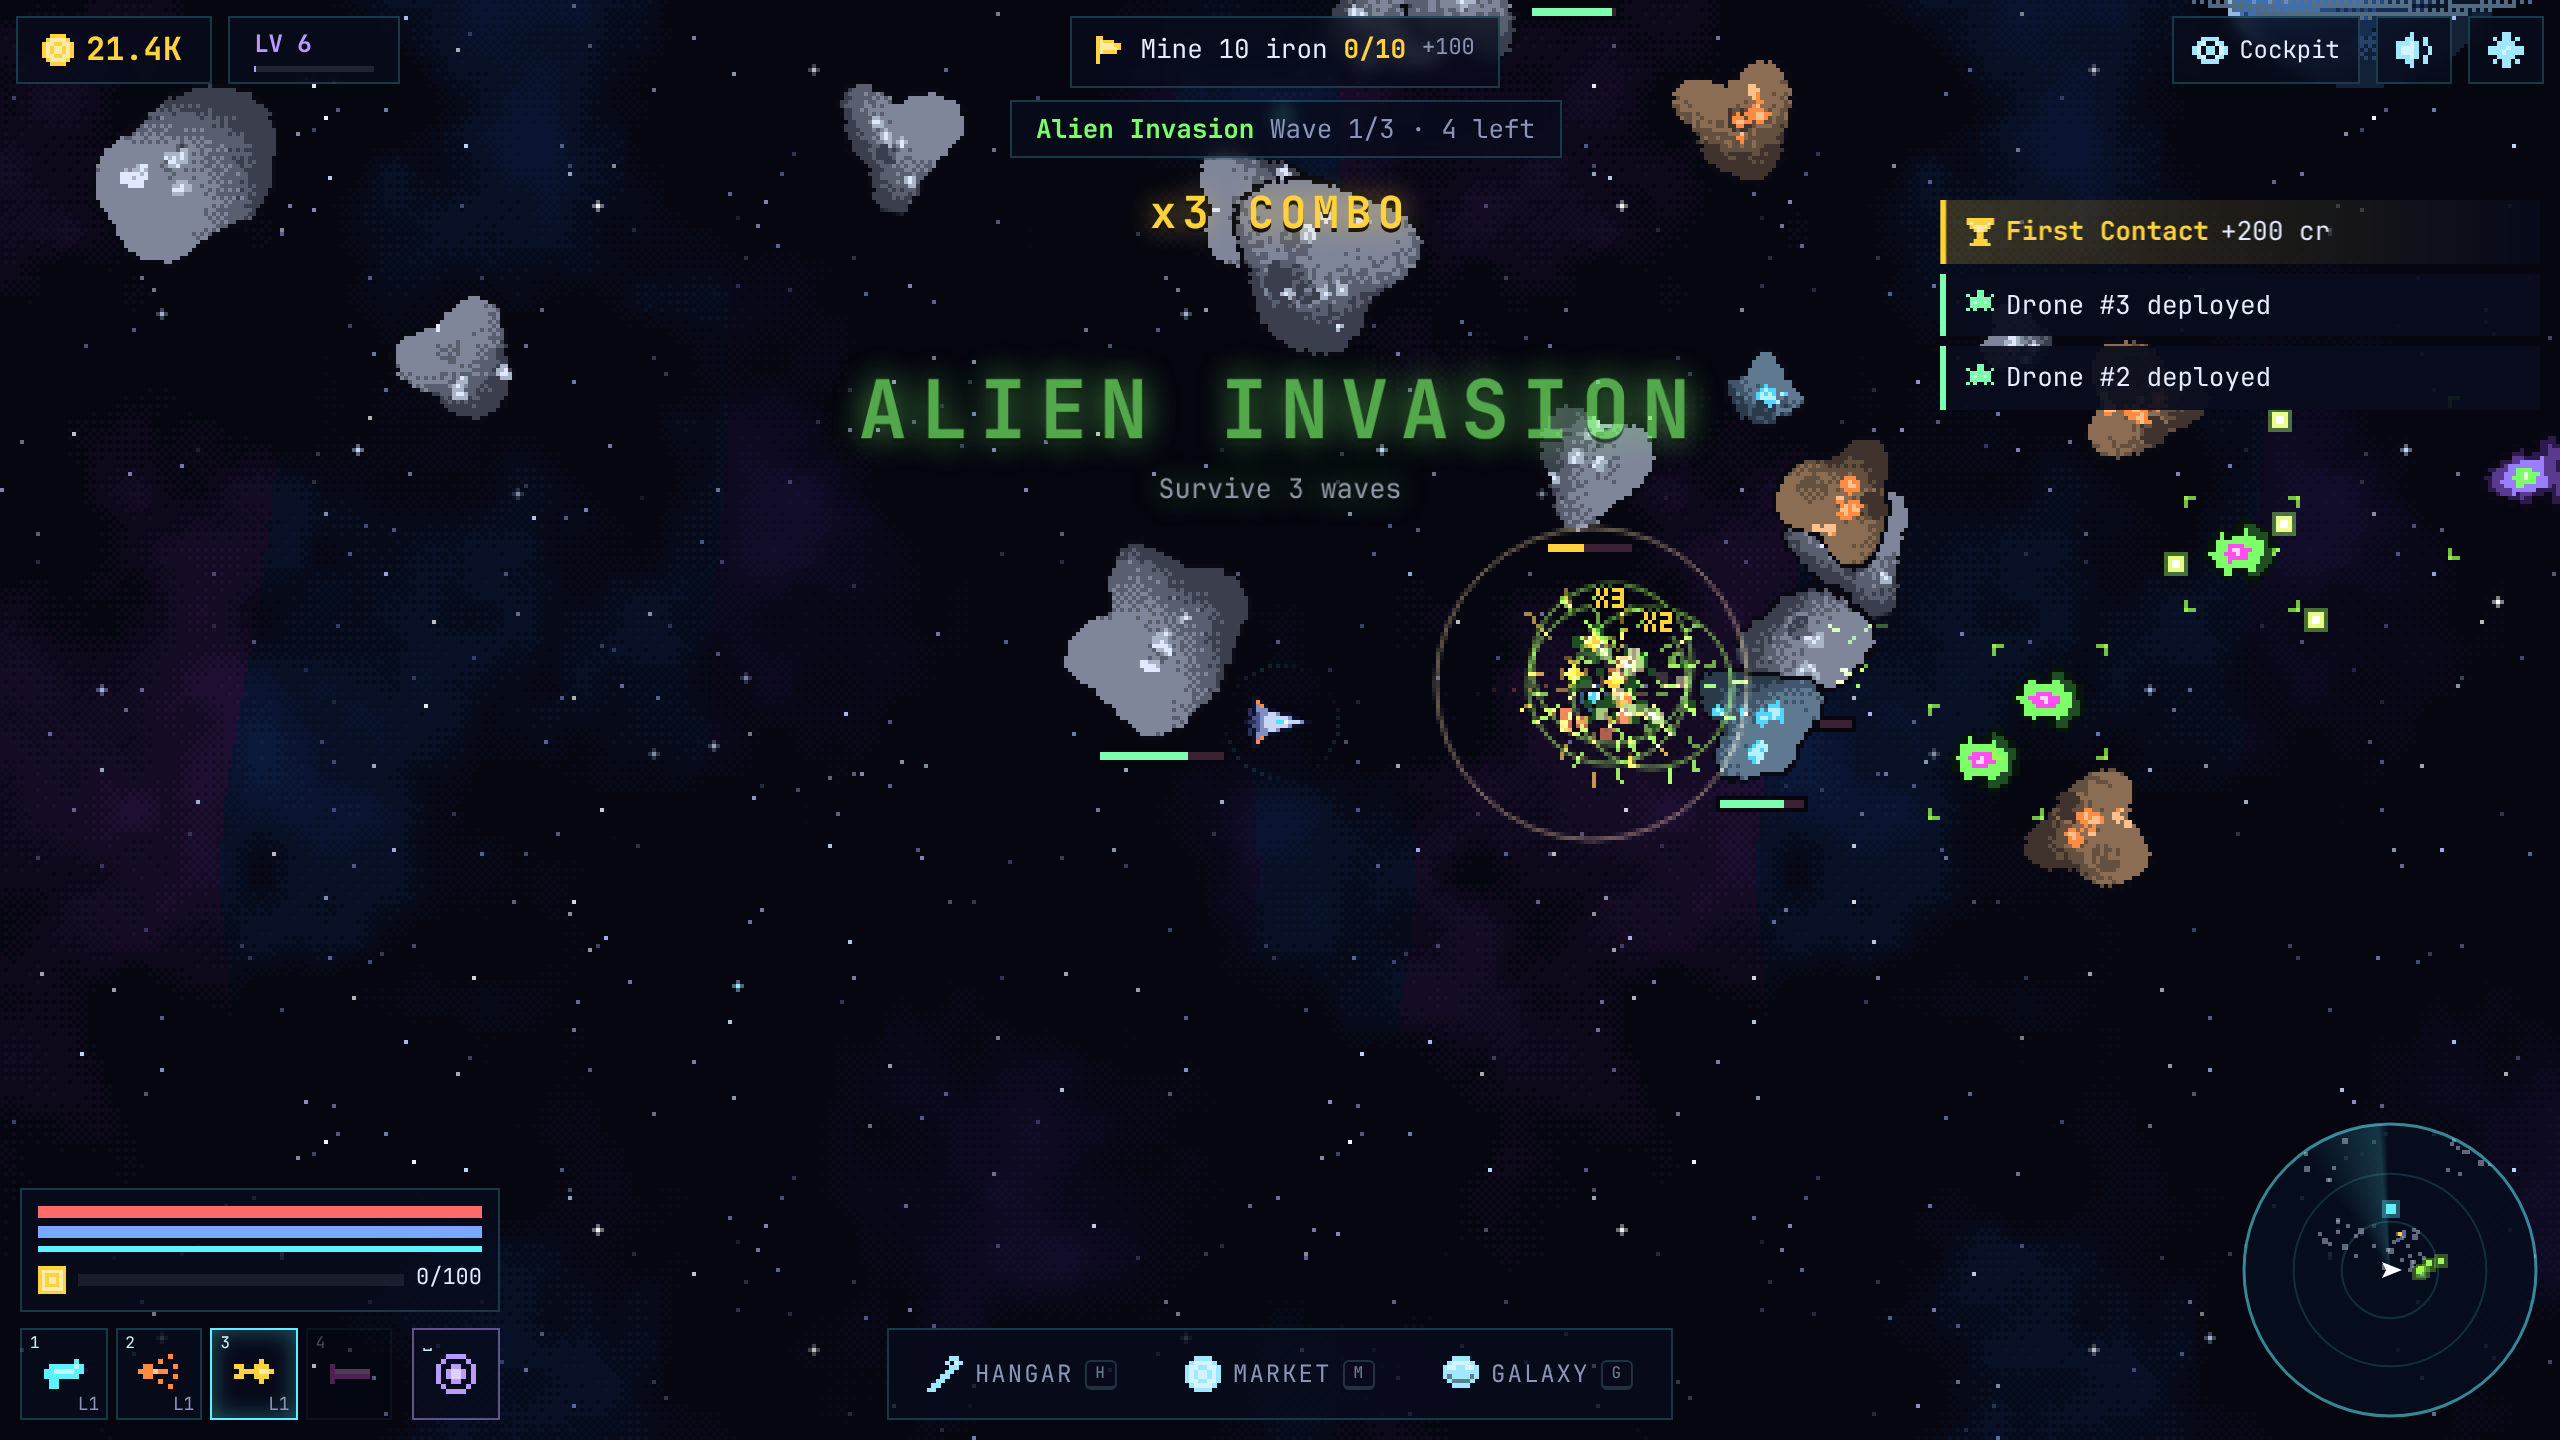 21.4K
LV 6
Mine 10 iron 0/10 +100
Cockpit
Alien Invasion Wave 1/3 · 4 left
x3 COMBO
First Contact +200 cr
Drone #3 deployed
Drone #2 deployed
ALIEN INVASION
Survive 3 waves
X3
X2
0/100
1 L1
2 L1
3 L1
4
HANGAR H
MARKET M
GALAXY G